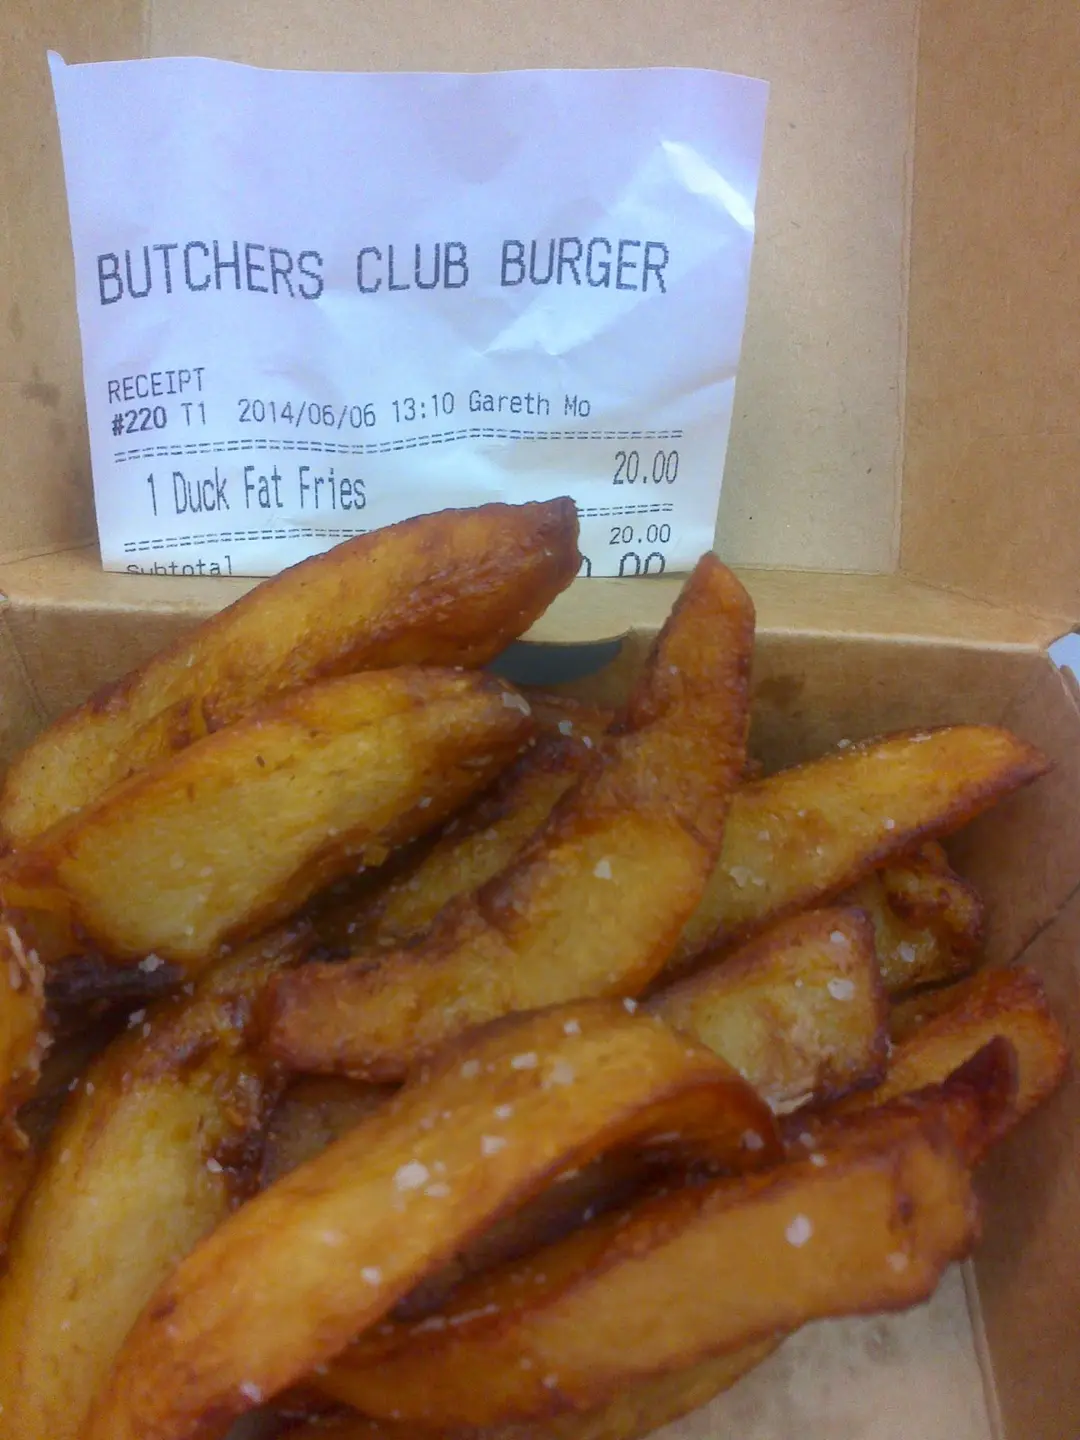 BUTCHERS CLUB BURGER
RECEIPT
#220 T1 2014/06/06 13:10 Gareth Mo
1 Duck Fat Fries 20.00
subtotal 20.00